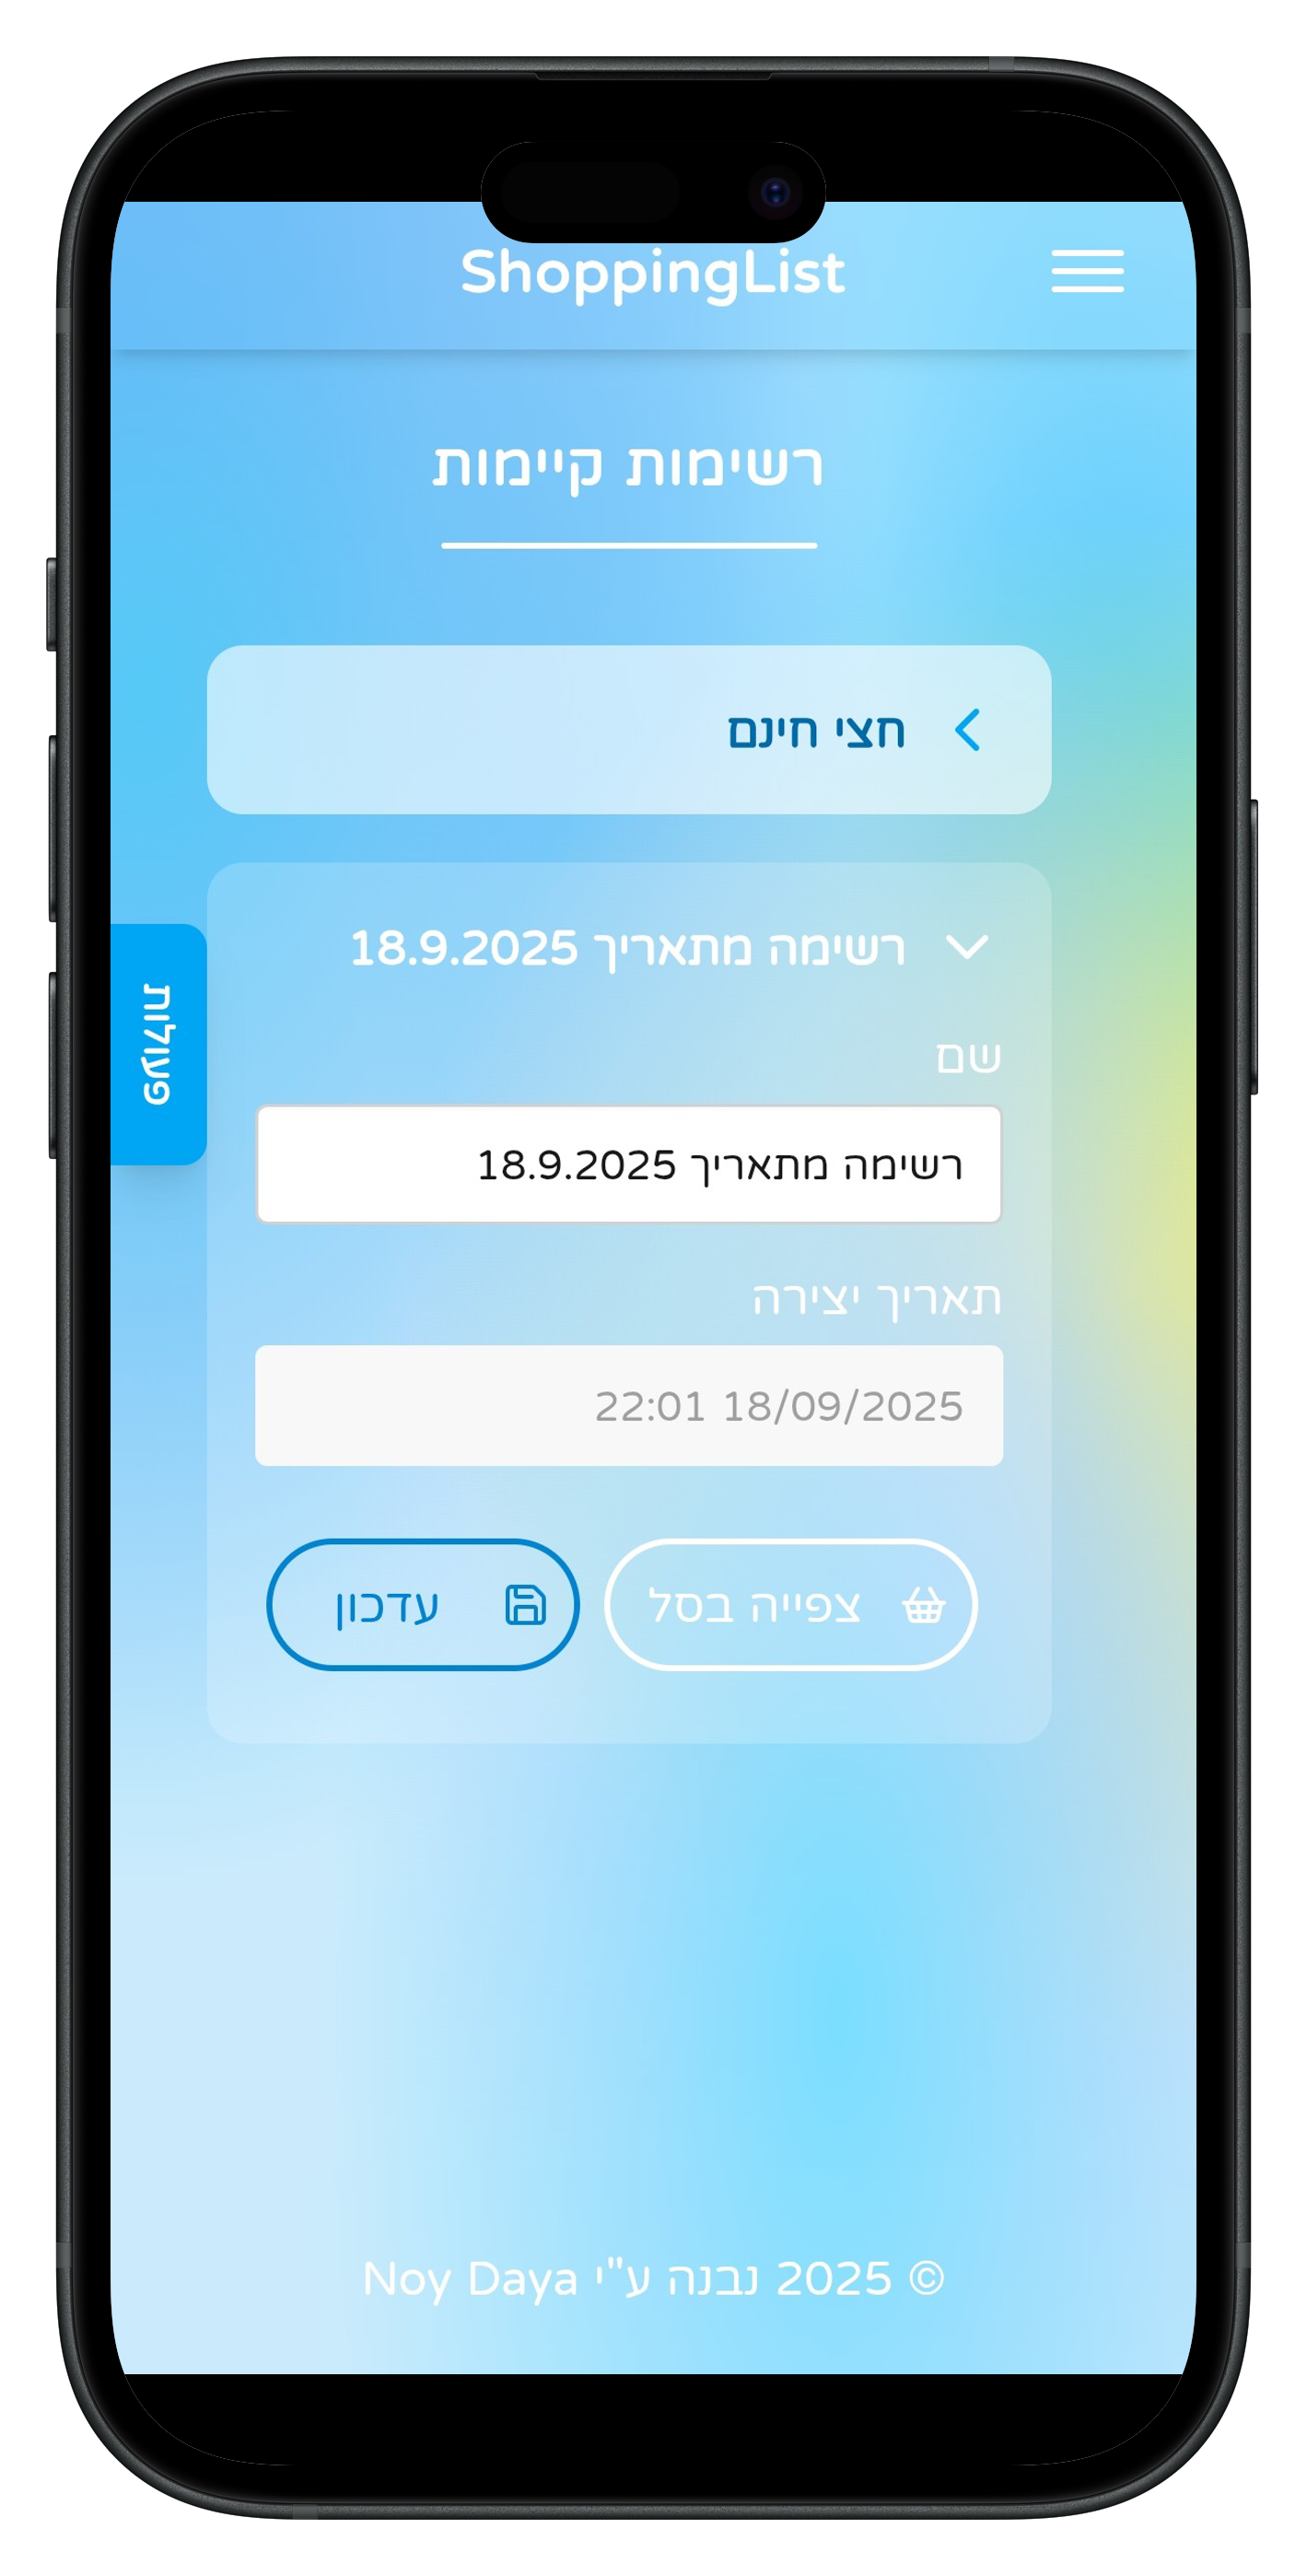 ShoppingList
רשימות קיימות
חצי חינם
רשימה מתאריך 18.9.2025
פעולות
שם
רשימה מתאריך 18.9.2025
תאריך יצירה
18/09/2025 22:01
צפייה בסל
עדכון
© 2025 נבנה ע"י Noy Daya